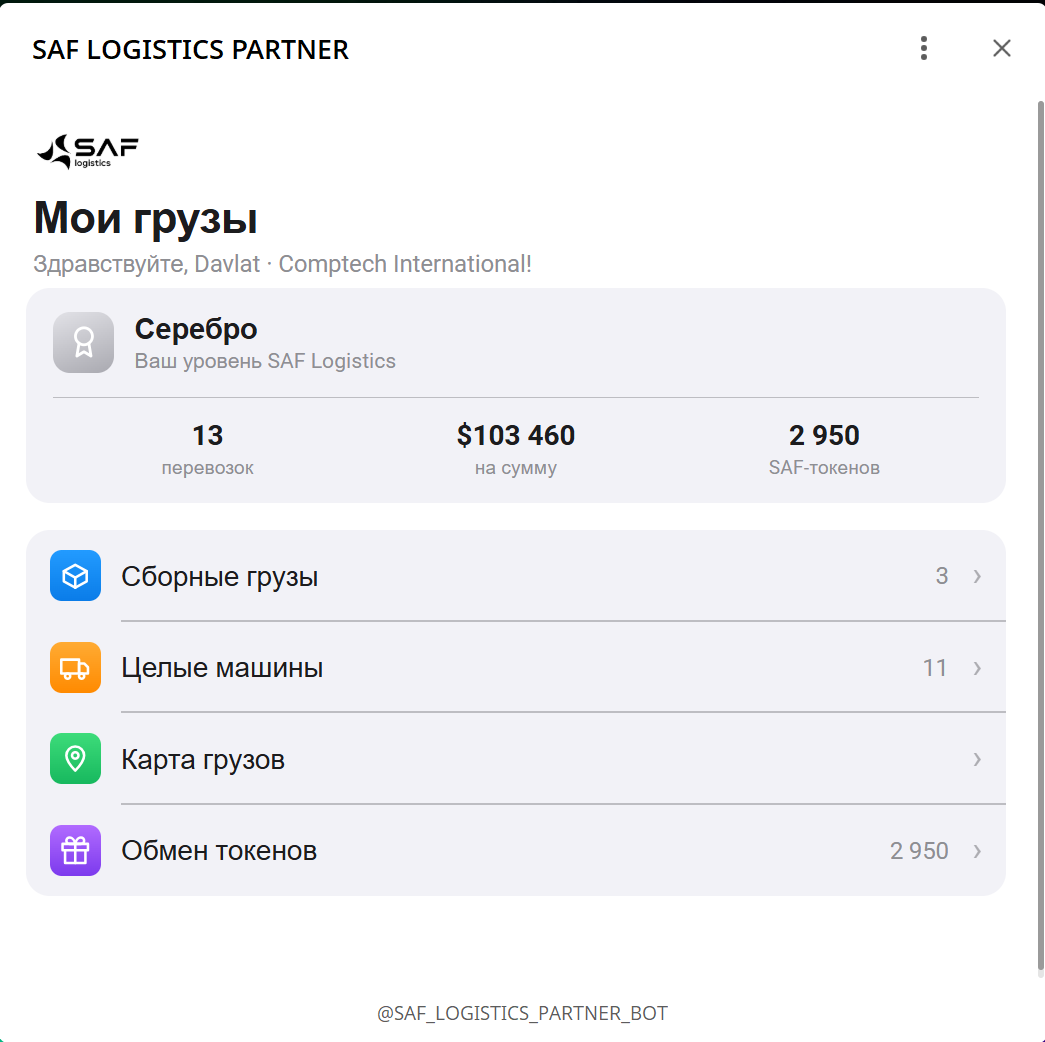 SAF LOGISTICS PARTNER
SAF
logistics
Мои грузы
Здравствуйте, Davlat · Comptech International!
Серебро
Ваш уровень SAF Logistics
13 $103 460 2 950
перевозок на сумму SAF-токенов
Сборные грузы 3
Целые машины 11
Карта грузов
Обмен токенов 2 950
@SAF_LOGISTICS_PARTNER_BOT